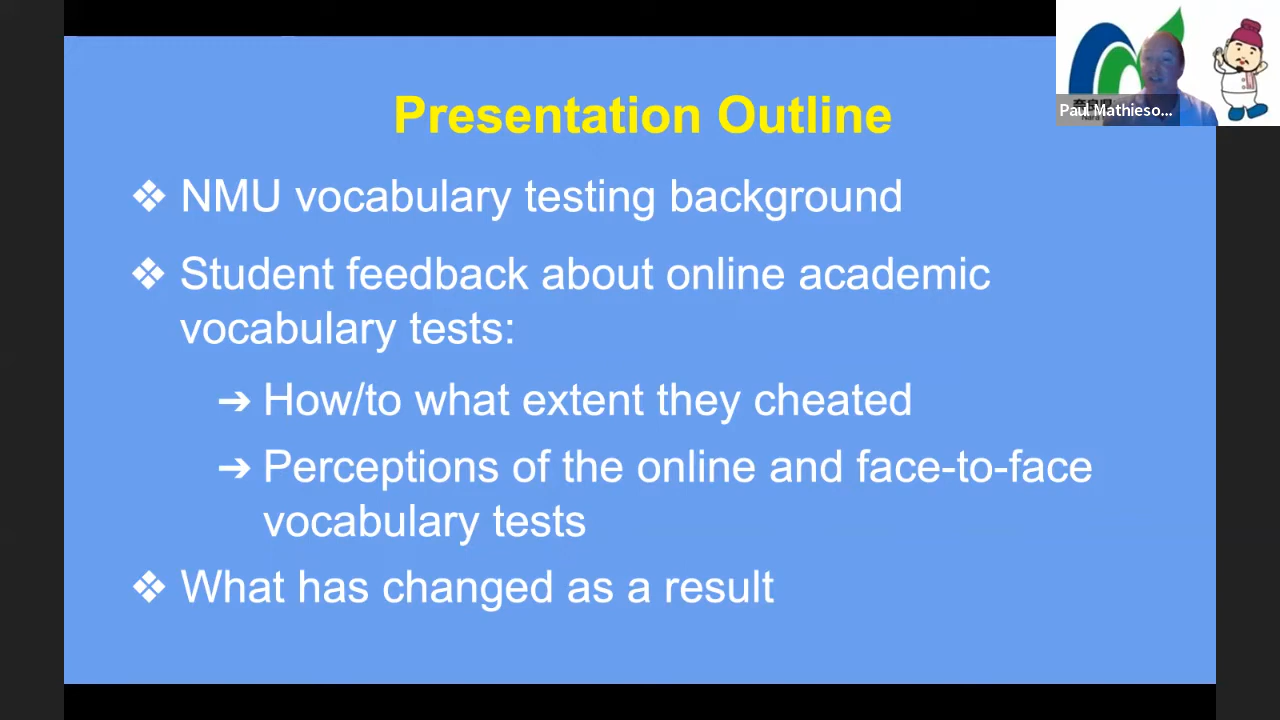 Presentation Outline
❖ NMU vocabulary testing background
❖ Student feedback about online academic
vocabulary tests:
➔ How/to what extent they cheated
➔ Perceptions of the online and face-to-face
vocabulary tests
❖ What has changed as a result
Paul Mathieso...